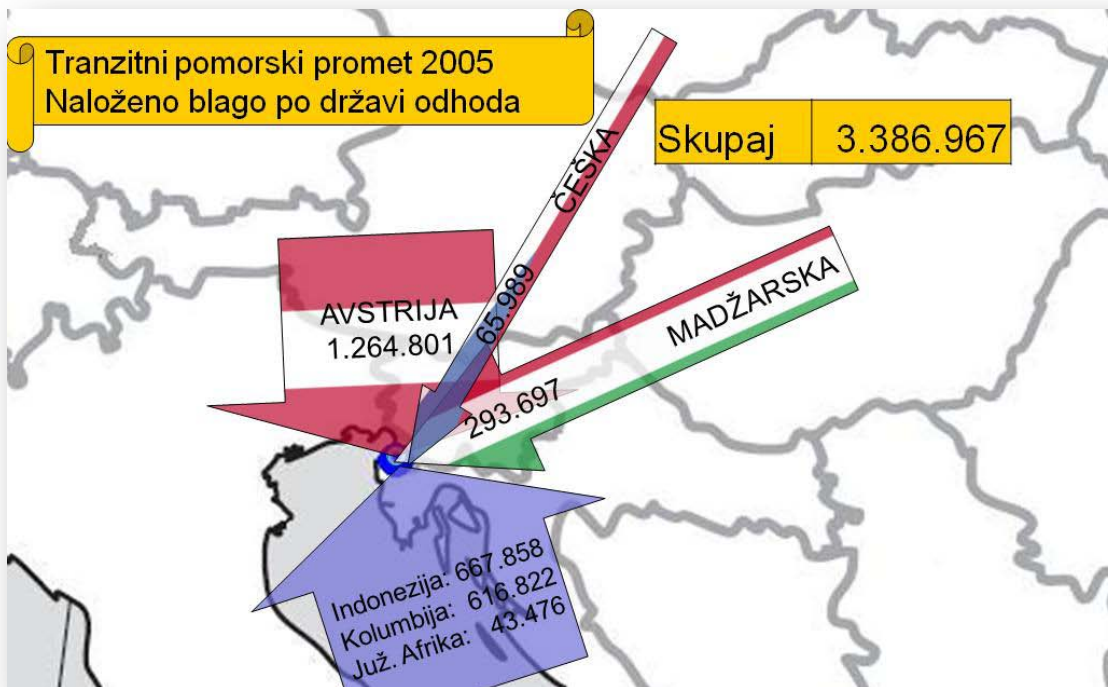 Tranzitni pomorski promet 2005
Naloženo blago po državi odhoda
Skupaj 3.386.967
ČEŠKA
65.989
AVSTRIJA
1.264.801
MADŽARSKA
293.697
Indonezija: 667.858
Kolumbija: 616.822
Juž. Afrika: 43.476